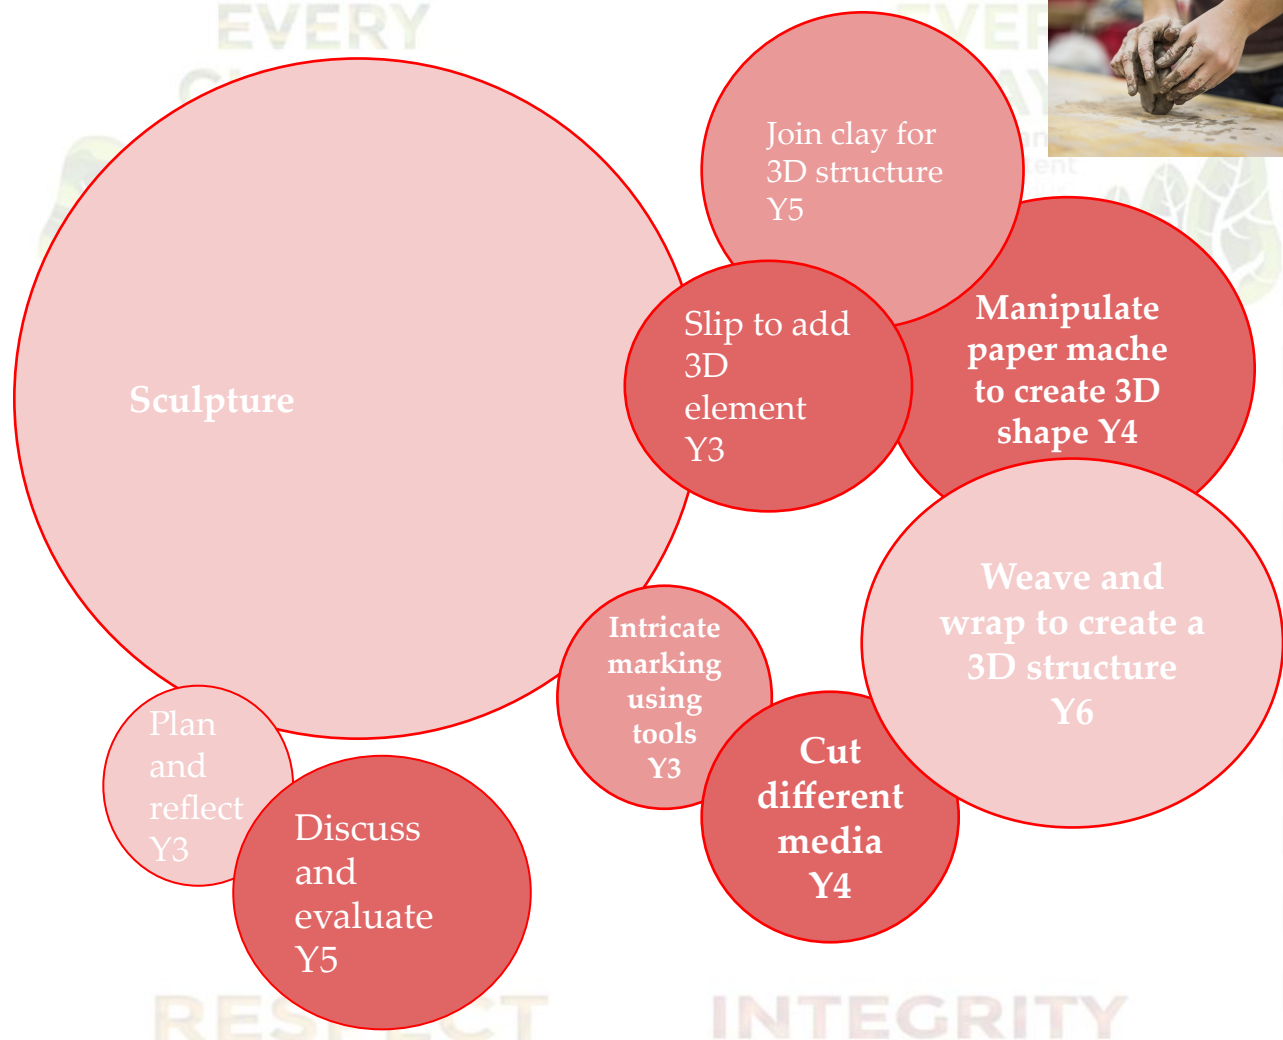 EVERY
Join clay for
3D structure
Y5
Sculpture
Slip to add
3D
element
Y3
Manipulate
paper mache
to create 3D
shape Y4
Weave and
wrap to create a
3D structure
Y6
Intricate
marking
using
tools
Y3
Cut
different
media
Y4
Plan
and
reflect
Y3
Discuss
and
evaluate
Y5
RESPECT
INTEGRITY